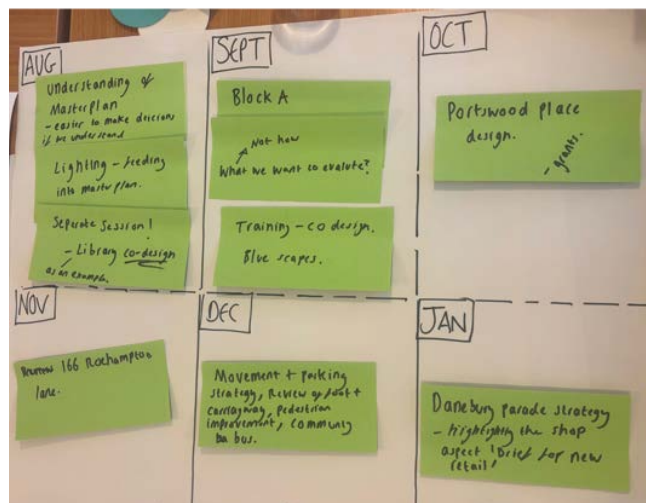 AUG
Understanding of
Masterplan
- easier to make decisions
if we understand
Lighting - feeding
into masterplan.
Seperate Session!
- Library co-design
as an example.
SEPT
Block A
Not how
What we want to evalute?
Training - co design.
Blue scapes.
OCT
Portswood place
design.
- grants.
NOV
166 Roehampton
lane.
DEC
Movement + parking
strategy, Review of foot +
carriagway, pedestrian
improvement, community
bus.
JAN
Danebury parade strategy
- Highlighting the shop
aspect 'Brief for new
retail'